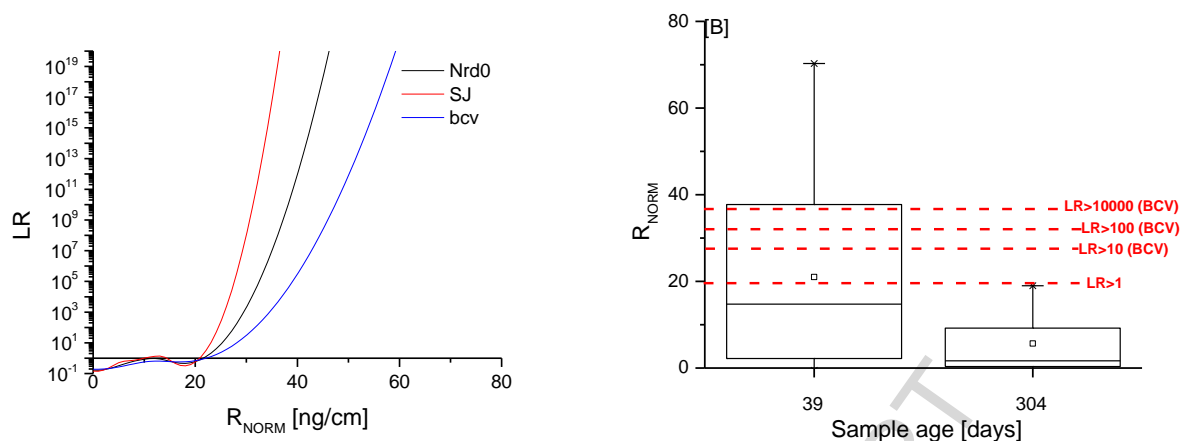 10^19
10^17
10^15
10^13
10^11
10^9
10^7
10^5
10^3
10^1
10^-1
LR
0 20 40 60 80
R_NORM [ng/cm]
Nrd0
SJ
bcv
[B]
80
60
40
20
0
R_NORM
LR>10000 (BCV)
LR>100 (BCV)
LR>10 (BCV)
LR>1
39 304
Sample age [days]
PT